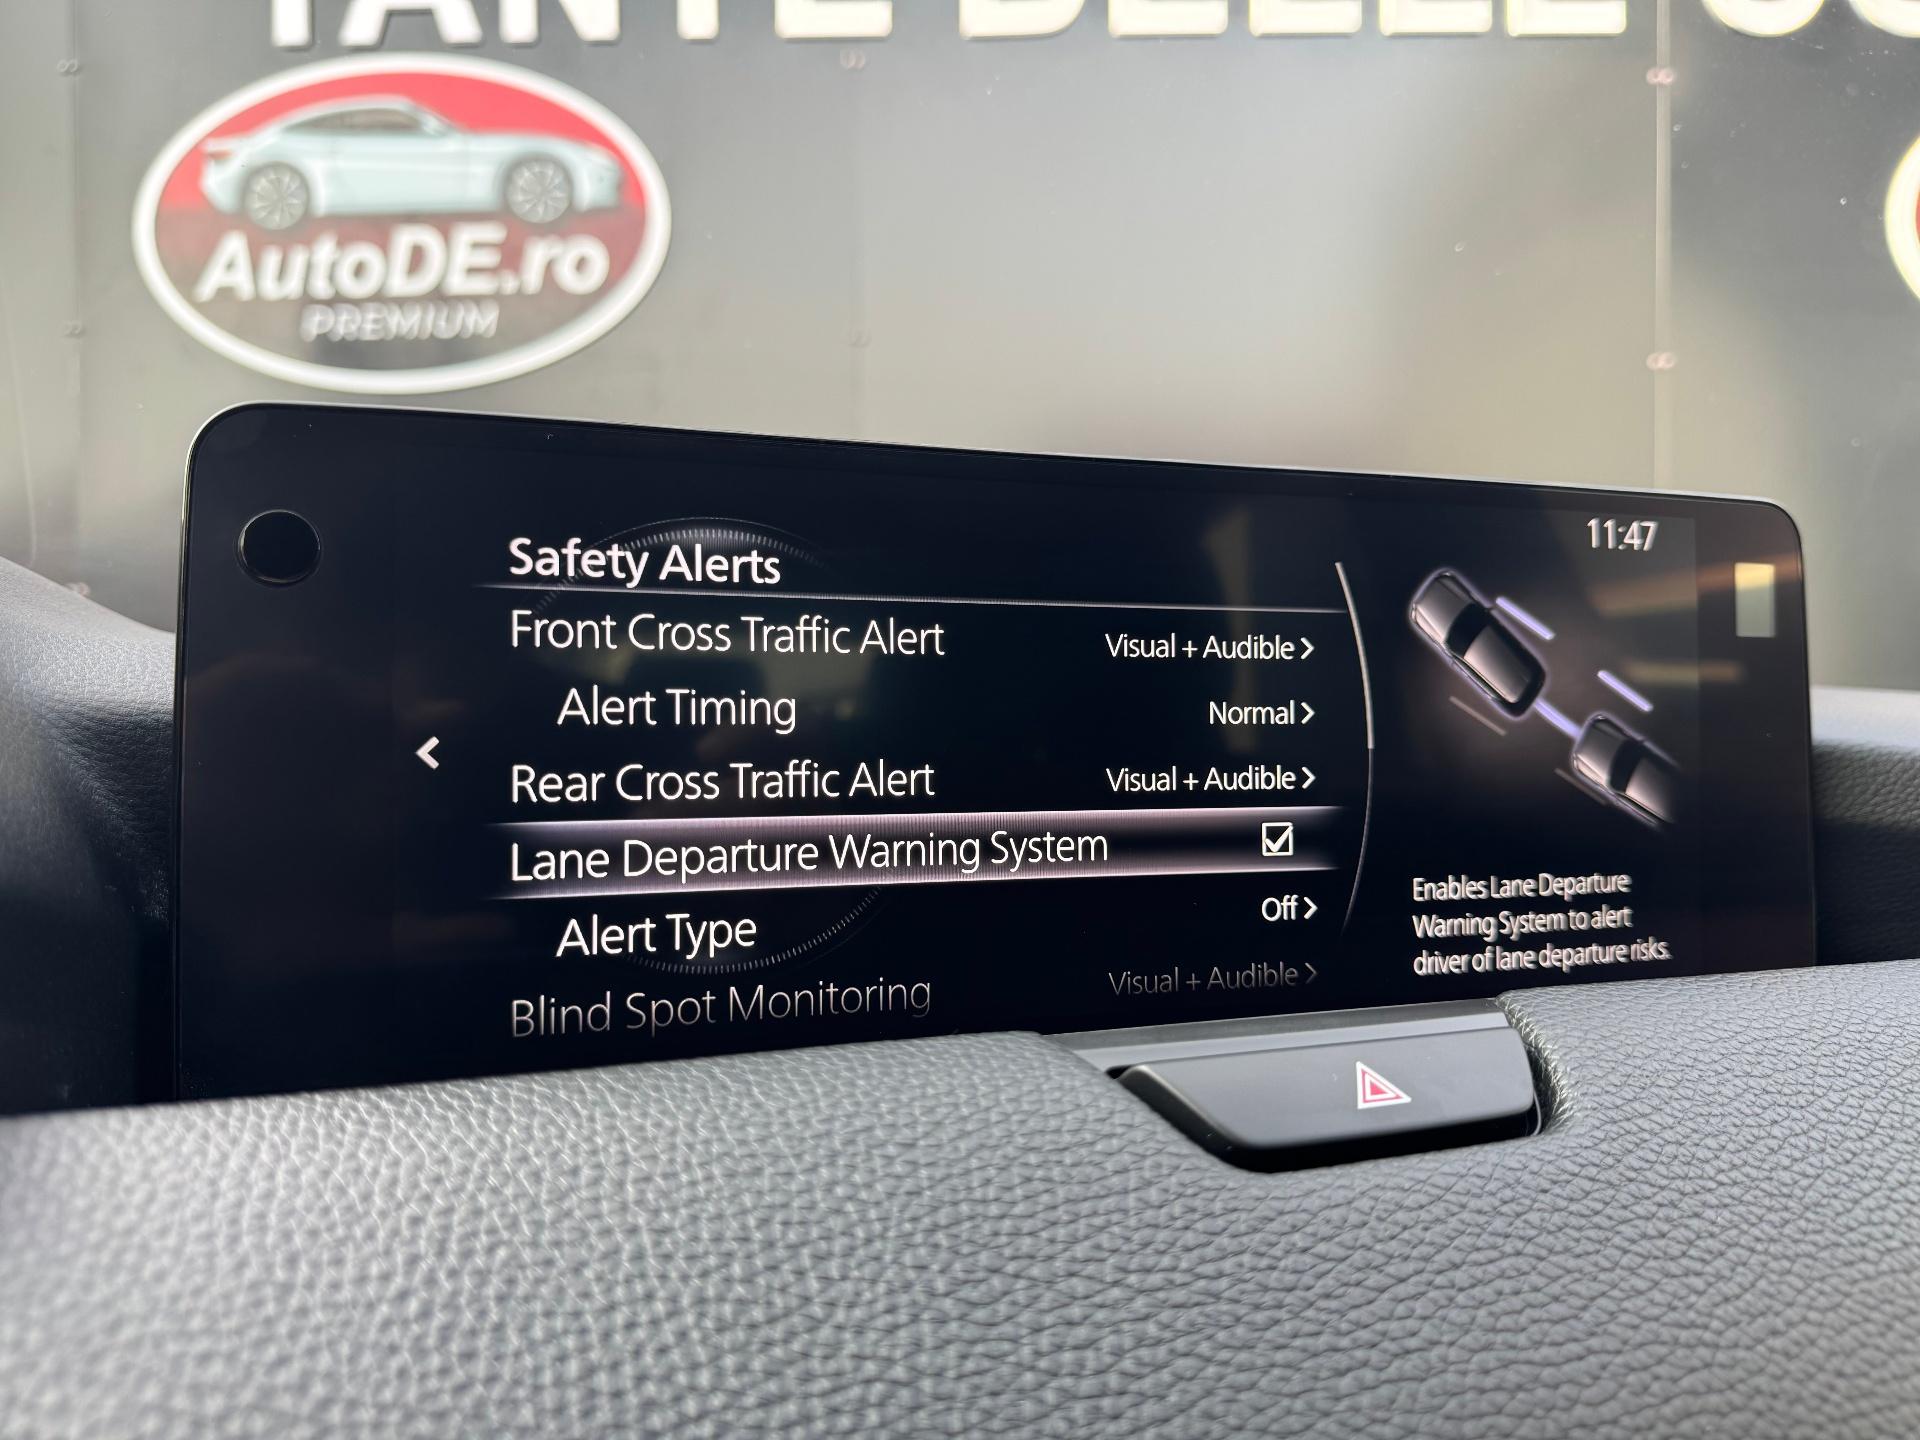 TANTE DELLE
AutoDE.ro
PREMIUM
11:47
Safety Alerts
Front Cross Traffic Alert Visual + Audible
Alert Timing Normal
Rear Cross Traffic Alert Visual + Audible
Lane Departure Warning System
Alert Type Off
Blind Spot Monitoring Visual + Audible
Enables Lane Departure
Warning System to alert
driver of lane departure risks.